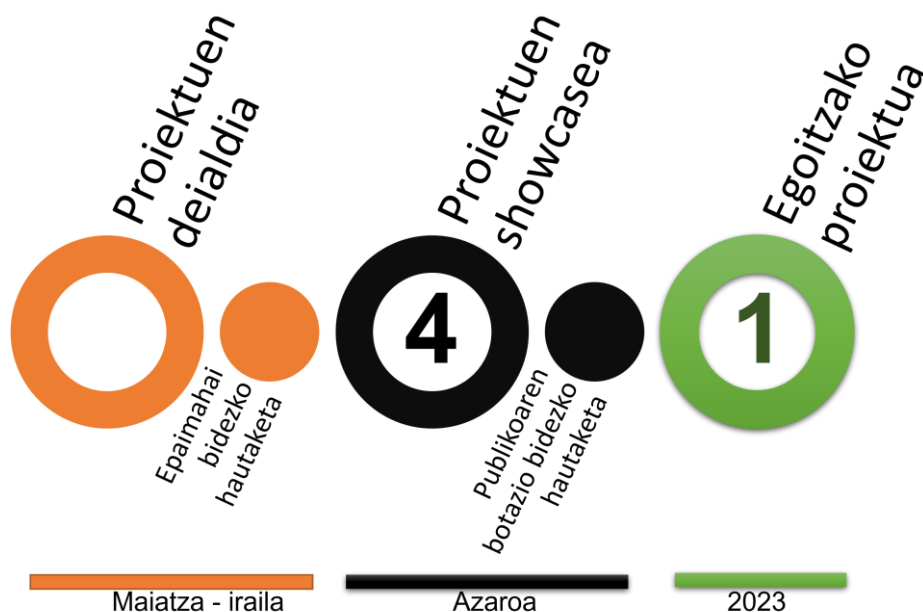 Proiektuen
deialdia
Epaimahai
bidezko
hautaketa
Proiektuen
showcasea
4
Publikoaren
botazio bidezko
hautaketa
Egoitzako
proiektua
1
Maiatza - iraila
Azaroa
2023